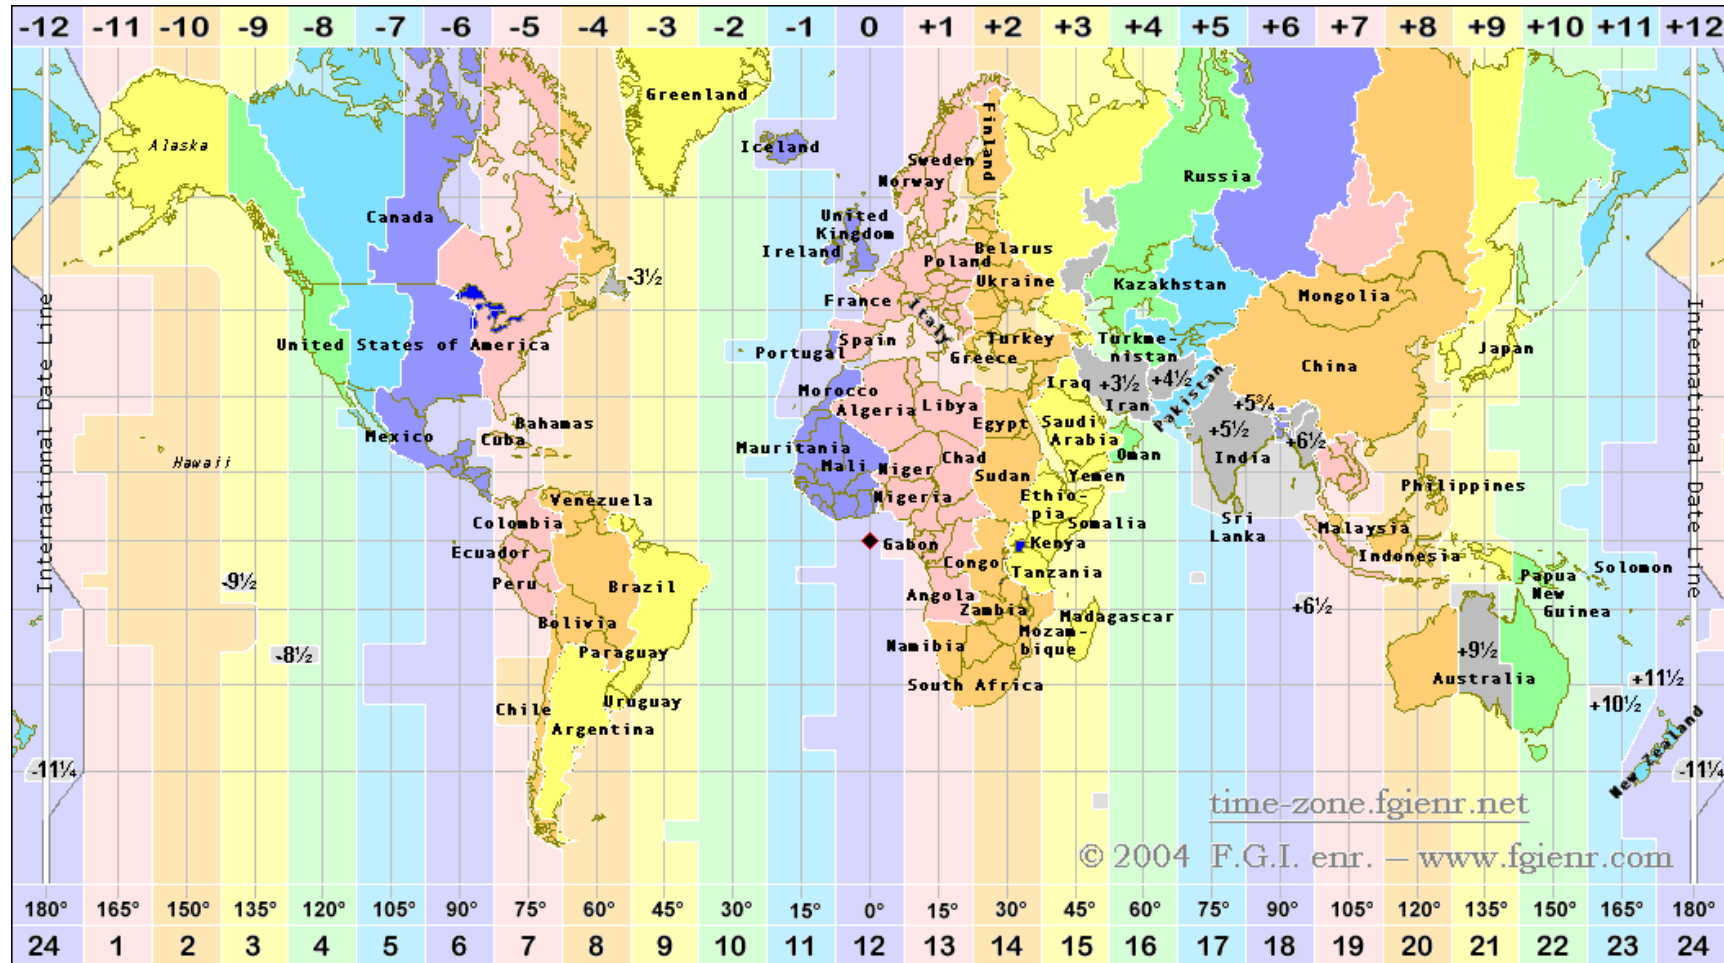 -12 -11 -10 -9 -8 -7 -6 -5 -4 -3 -2 -1 0 +1 +2 +3 +4 +5 +6 +7 +8 +9 +10 +11 +12
Greenland
Alaska
Iceland
Finland
Sweden
Norway
Russia
Canada
United
Kingdom
Ireland
Belarus
Poland
Ukraine
-3½
Kazakhstan
Mongolia
France
Italy
International Date Line
International Date Line
United States of America
Portugal
Spain
Greece
Turkey
Turkme-
nistan
Japan
China
Morocco
Algeria
Libya
Iraq
+3½
Iran
+4½
Pakistan
+5¾
Egypt
Saudi
Arabia
Oman
+5½
India
+6½
Mexico
Cuba
Bahamas
Hawaii
Mauritania
Mali
Niger
Chad
Sudan
Yemen
Nigeria
Ethio-
pia
Somalia
Sri
Lanka
Philippines
Venezuela
Colombia
Ecuador
Gabon
Kenya
Malaysia
Indonesia
Congo
Tanzania
Peru
Brazil
-9½
Angola
Zambia
Madagascar
+6½
Papua
New
Guinea
Solomon
Bolivia
Mozam-
bique
-8½
Paraguay
Namibia
+9½
Australia
South Africa
+11½
+10½
Chile
Uruguay
Argentina
New Zealand
-11¼
-11¼
time-zone.fgienr.net
© 2004 F.G.I. enr. – www.fgienr.com
180° 165° 150° 135° 120° 105° 90° 75° 60° 45° 30° 15° 0° 15° 30° 45° 60° 75° 90° 105° 120° 135° 150° 165° 180°
24 1 2 3 4 5 6 7 8 9 10 11 12 13 14 15 16 17 18 19 20 21 22 23 24